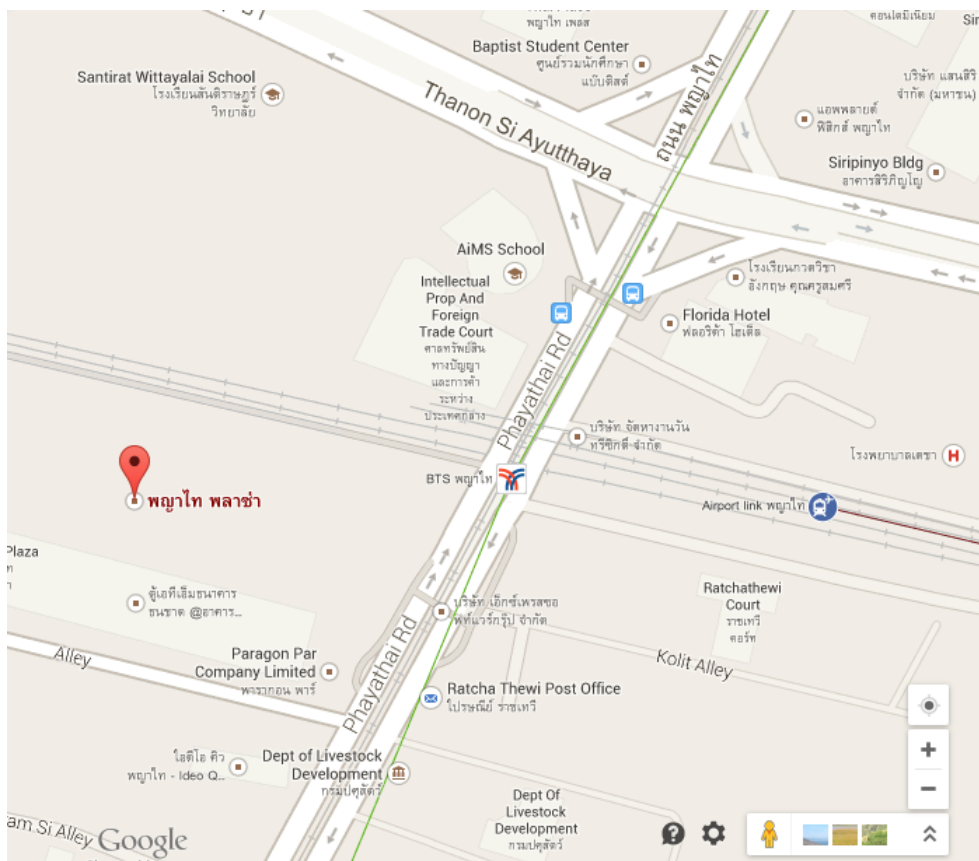 พญาไท เพลส
คอนโดมิเนียม
Baptist Student Center
ศูนย์รวมนักศึกษา
แบ๊บติสต์
Santirat Wittayalai School
โรงเรียนสันติราษฎร์
วิทยาลัย
บริษัท แสนสิริ
จำกัด (มหาชน)
Thanon Si Ayutthaya
ถนน พญาไท
แอพพลายด์
ฟิสิกส์ พญาไท
Siripinyo Bldg
อาคารสิริภิญโญ
AiMS School
โรงเรียนกวดวิชา
อังกฤษ คุณครูสมศรี
Intellectual
Prop And
Foreign
Trade Court
ศาลทรัพย์สิน
ทางปัญญา
และการค้า
ระหว่าง
ประเทศกลาง
Florida Hotel
ฟลอริด้า โฮเต็ล
Phayathai Rd
บริษัท จัดหางานวัน
ทรีซิกตี้ จำกัด
โรงพยาบาลเดชา
H
BTS พญาไท
พญาไท พลาซ่า
Airport link พญาไท
Plaza
ตู้เอทีเอ็มธนาคาร
ธนชาต @อาคาร...
Ratchathewi
Court
ราชเทวี
คอร์ท
บริษัท เอ็กซ์เพรสซอ
ฟท์แวร์กรุ๊ป จำกัด
Alley
Paragon Par
Company Limited
พารากอน พาร์
Kolit Alley
Phayathai Rd
Ratcha Thewi Post Office
ไปรษณีย์ ราชเทวี
ไอดีโอ คิว
พญาไท - Ideo Q...
Dept of Livestock
Development
กรมปศุสัตว์
Dept Of
Livestock
Development
กรมปศุสัตว์
am Si Alley
Google